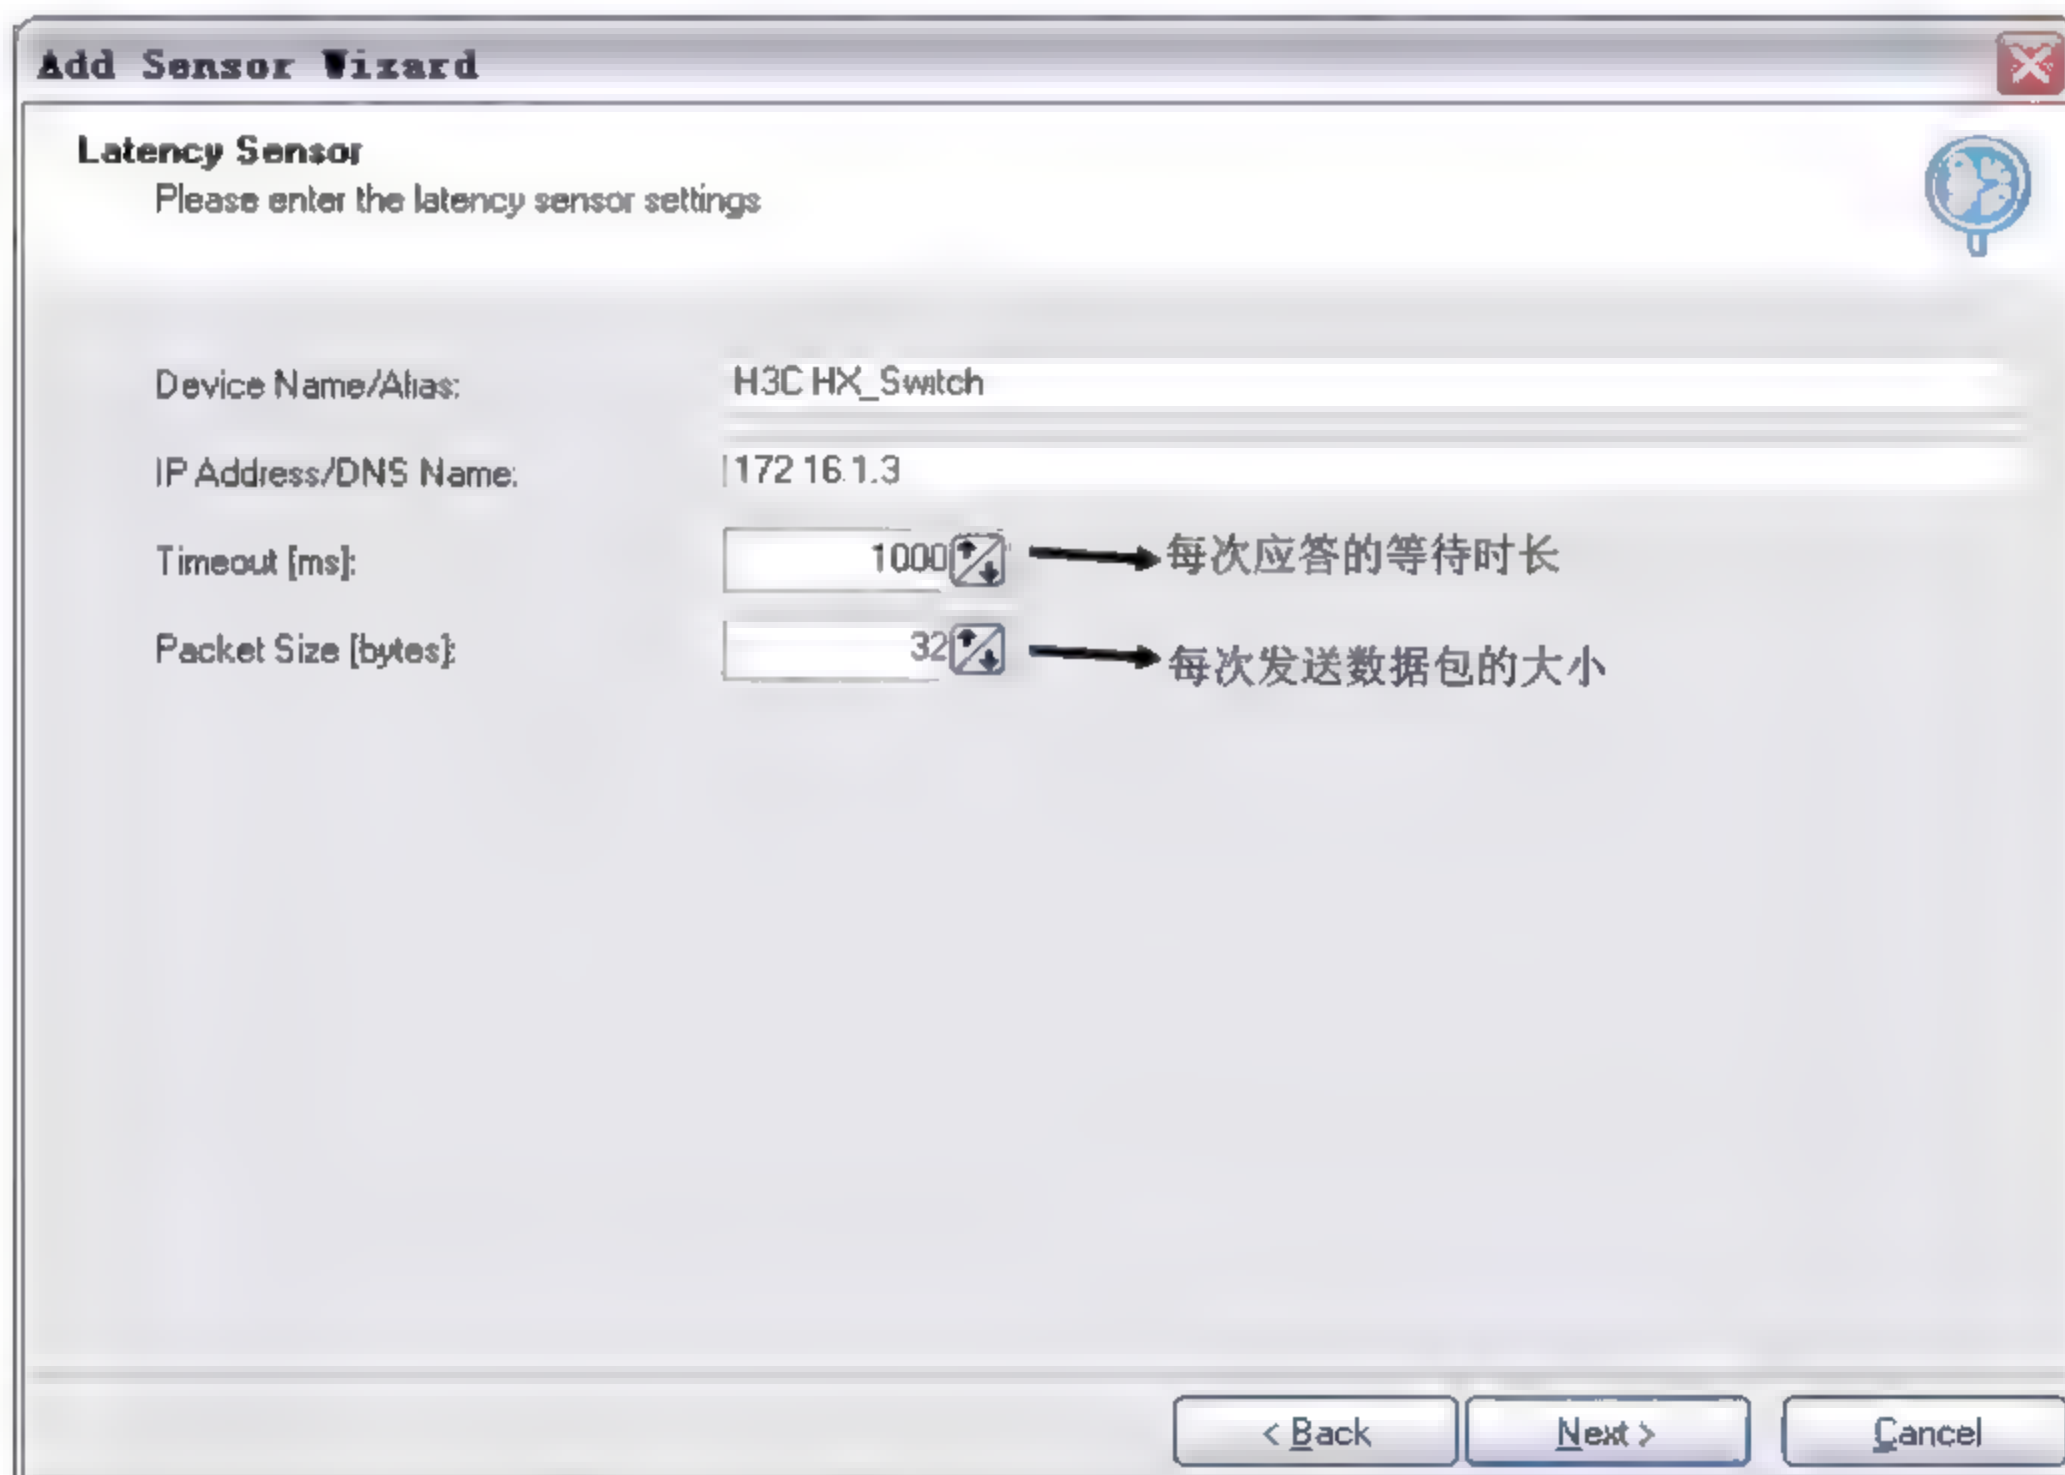 Add Sensor Wizard
Latency Sensor
Please enter the latency sensor settings
Device Name/Alias: H3C HX_Switch
IP Address/DNS Name: 172.16.1.3
Timeout [ms]: 1000 每次应答的等待时长
Packet Size [bytes]: 32 每次发送数据包的大小
< Back Next > Cancel